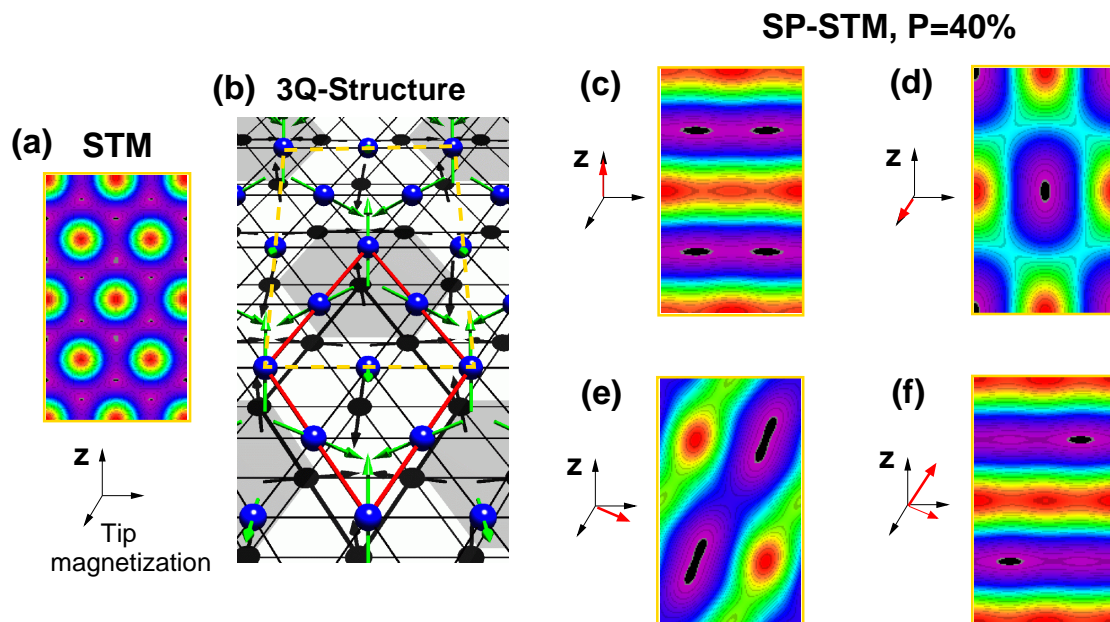 SP-STM, P=40%
(a)
STM
z
Tip
magnetization
(b)
3Q-Structure
(c)
z
(d)
z
(e)
z
(f)
z